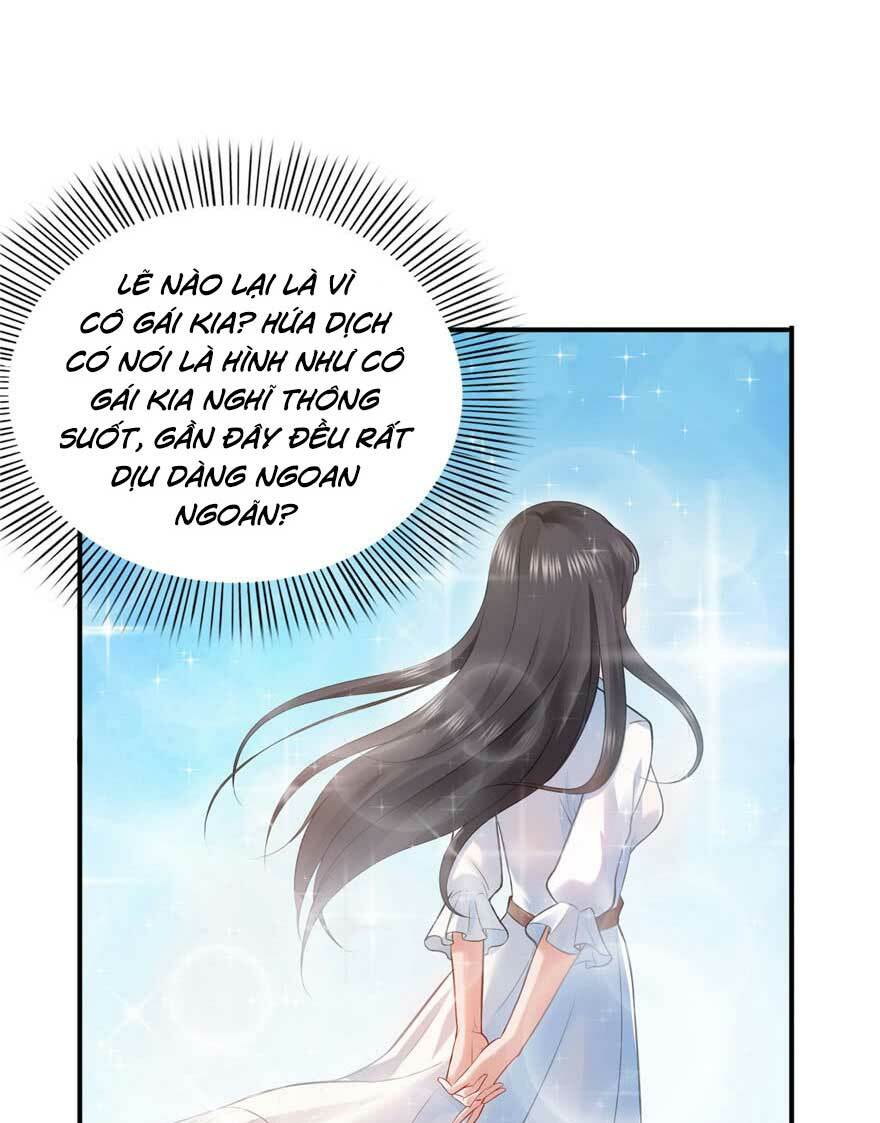 LẼ NÀO LẠI LÀ VÌ
CÔ GÁI KIA? HỨA DỊCH
CÓ NÓI LÀ HÌNH NHƯ CÔ
GÁI KIA NGHĨ THÔNG
SUỐT, GẦN ĐÂY ĐỀU RẤT
DỊU DÀNG NGOAN
NGOÃN?